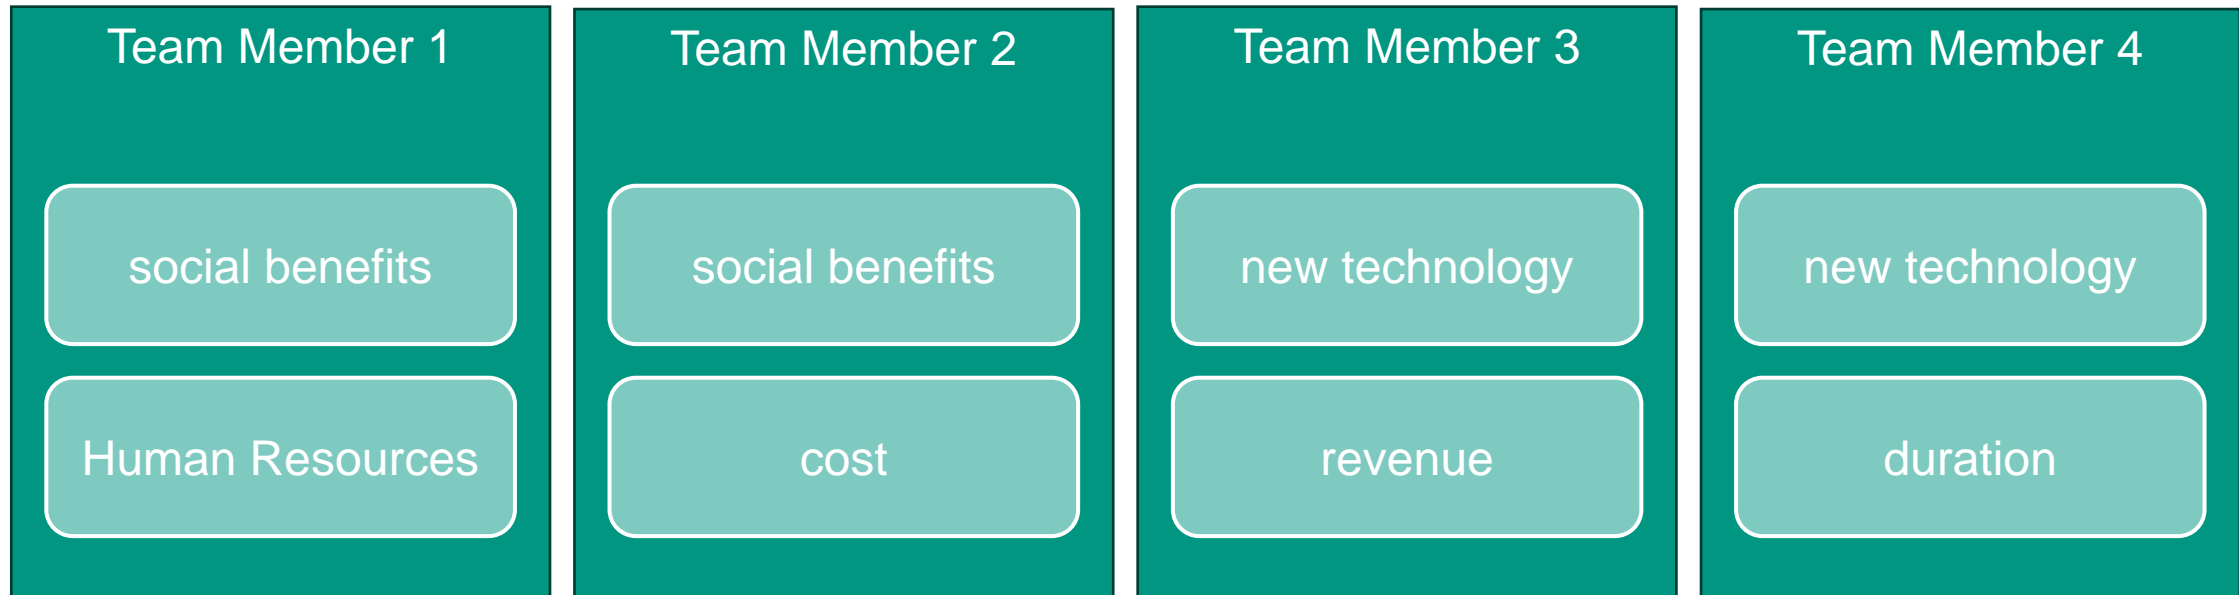 Team Member 1
social benefits
Human Resources
Team Member 2
social benefits
cost
Team Member 3
new technology
revenue
Team Member 4
new technology
duration